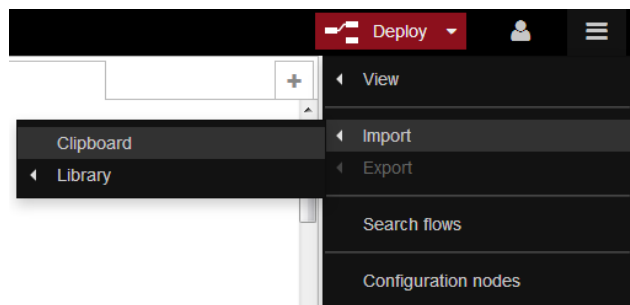 Deploy
+
View
Clipboard
Import
Library
Export
Search flows
Configuration nodes